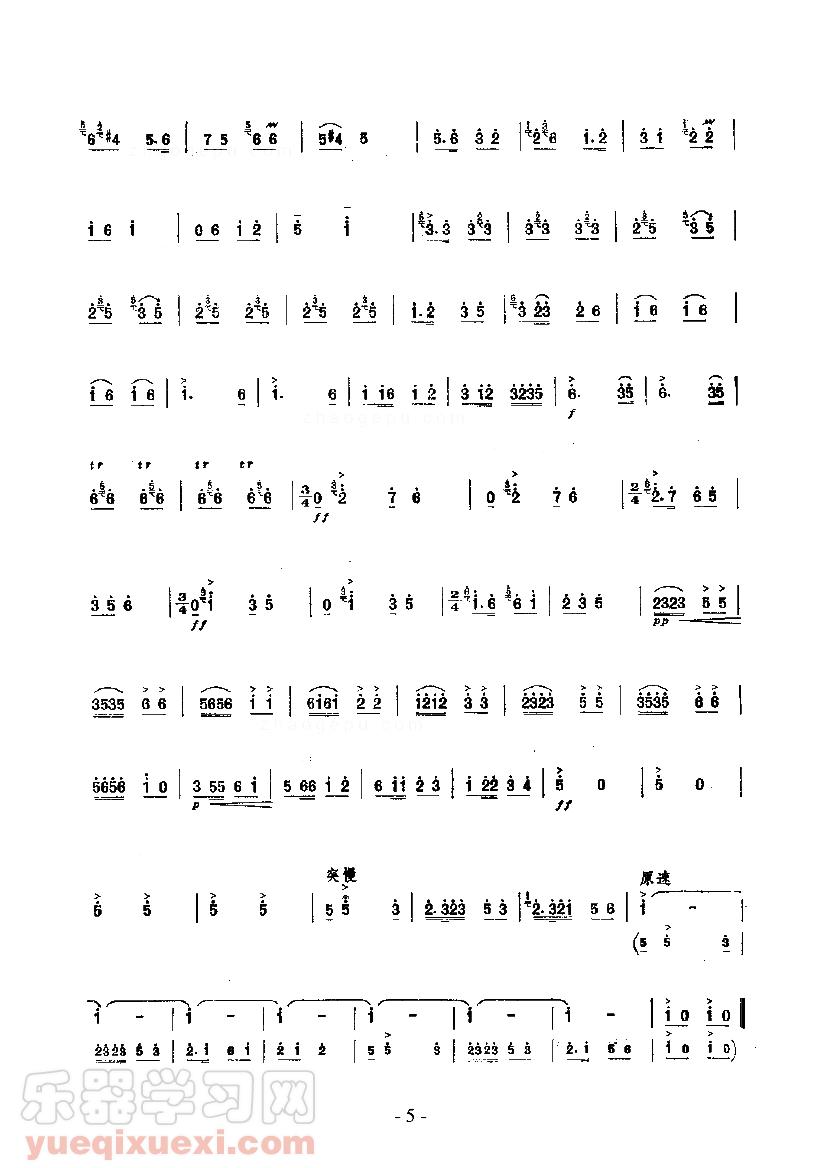 6 #4 5. 6 | 7 5 6 6 | 5 #4 5 | 5. 6 3 2 | 2 6 1. 2 | 3 1 2 2 |
1 6 1 | 0 6 1 2 | 5 1 | 3. 3 3 3 | 3 3 3 3 | 2 5 3 5 |
2 5 3 5 | 2 5 2 5 | 2 5 2 5 | 1. 2 3 5 | 3 23 2 6 | 1 6 1 6 |
1 6 1 6 | 1. 6 | 1. 6 | 1 16 1 2 | 3 12 3235 | 6. 35 | 6. 35 |
f
tr tr tr tr
6 6 6 6 | 6 6 6 6 | 3/4 0 2 7 6 | 0 2 7 6 | 2/4 2. 7 6 5 |
ff
3 5 6 | 3/4 0 1 3 5 | 0 1 3 5 | 2/4 1. 6 6 1 | 2 3 5 | 2323 5 5 |
ff pp
3535 6 6 | 5656 1 1 | 6161 2 2 | 1212 3 3 | 2323 5 5 | 3535 6 6 |
5656 1 0 | 3 55 6 1 | 5 66 1 2 | 6 11 2 3 | 1 22 3 4 | 5 0 | 5 0 |
p ff
突慢 原速
5 5 | 5 5 | 5 5 3 | 2. 323 5 3 | 2. 321 5 6 | 1 - |
(5 5 3 |
1 - | 1 - | 1 - | 1 - | 1 - | 1 - | 1 0 1 0 ‖
2323 5 3 | 2. 1 6 1 | 2 1 2 | 5 5 3 | 2323 5 3 | 2. 1 5 6 | 1 0 1 0)
乐器学习网
yueqixuexi.com
- 5 -